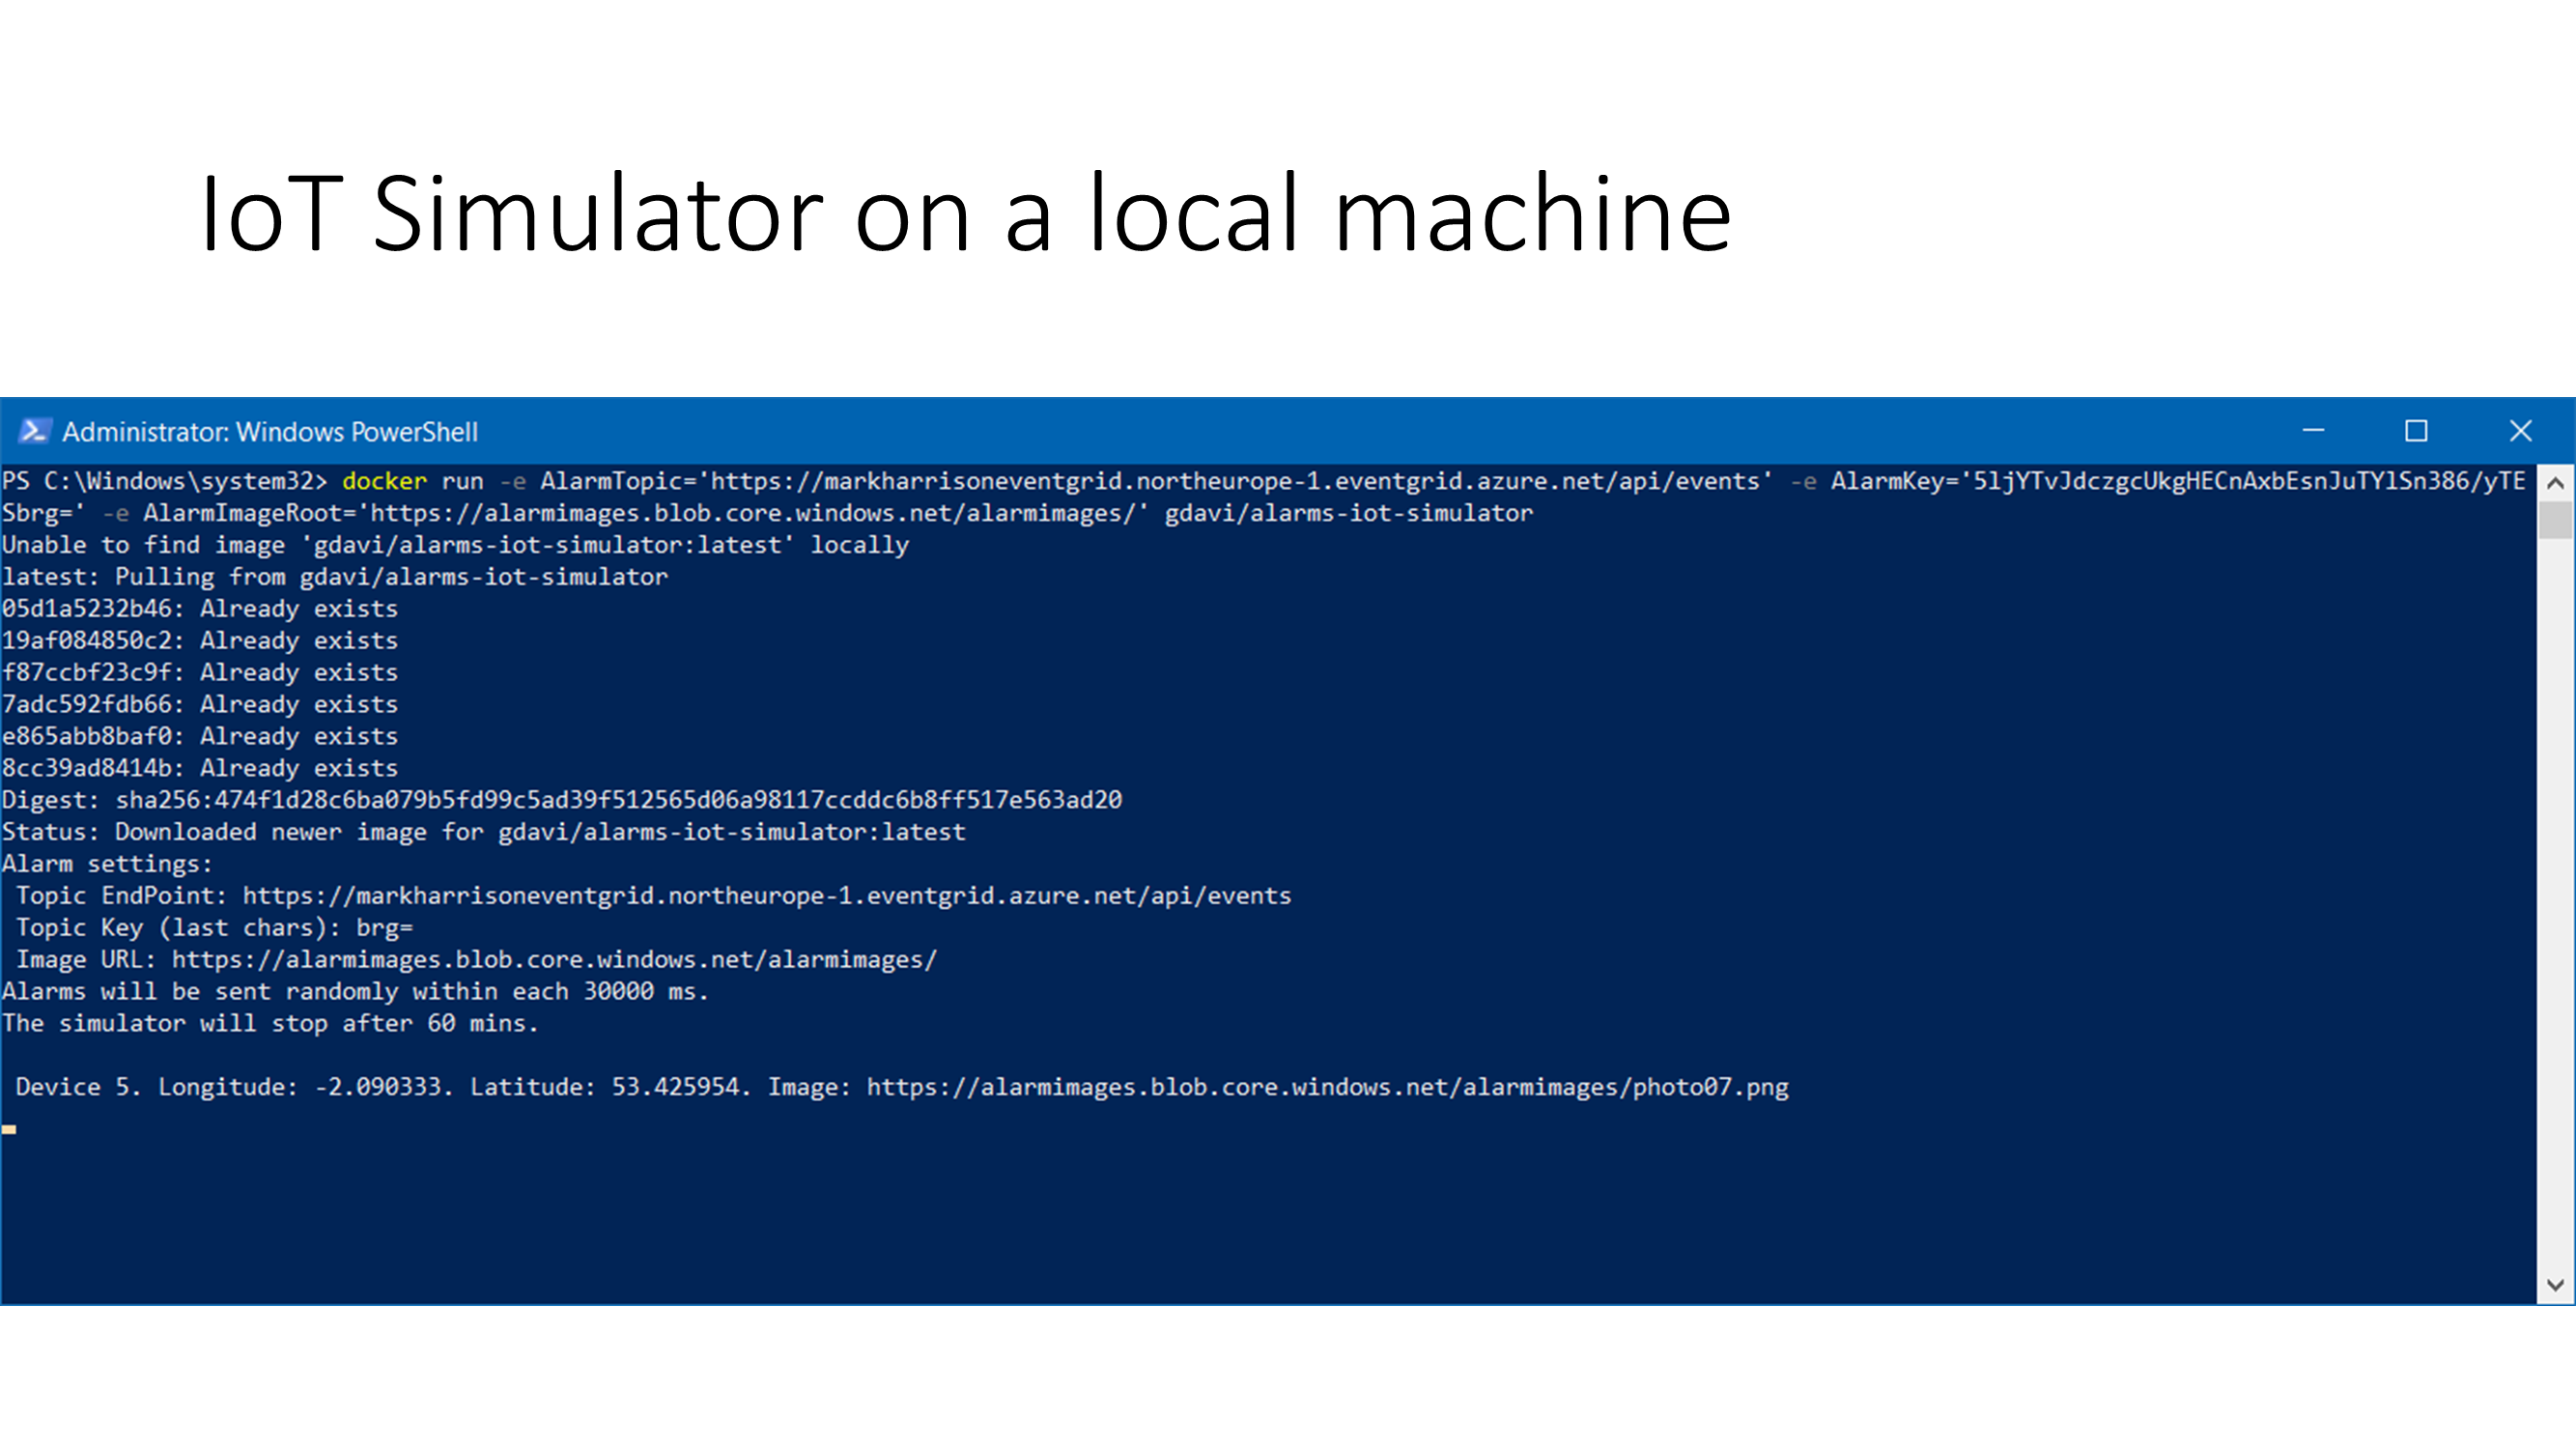 IoT Simulator on a local machine
Administrator: Windows PowerShell
PS C:\Windows\system32> docker run -e AlarmTopic='https://markharrisoneventgrid.northeurope-1.eventgrid.azure.net/api/events' -e AlarmKey='5ljYTvJdczgcUkgHECnAxbEsnJuTYlSn386/yTE
Sbrg=' -e AlarmImageRoot='https://alarmimages.blob.core.windows.net/alarmimages/' gdavi/alarms-iot-simulator
Unable to find image 'gdavi/alarms-iot-simulator:latest' locally
latest: Pulling from gdavi/alarms-iot-simulator
05d1a5232b46: Already exists
19af084850c2: Already exists
f87ccbf23c9f: Already exists
7adc592fdb66: Already exists
e865abb8baf0: Already exists
8cc39ad8414b: Already exists
Digest: sha256:474f1d28c6ba079b5fd99c5ad39f512565d06a98117ccddc6b8ff517e563ad20
Status: Downloaded newer image for gdavi/alarms-iot-simulator:latest
Alarm settings:
Topic EndPoint: https://markharrisoneventgrid.northeurope-1.eventgrid.azure.net/api/events
Topic Key (last chars): brg=
Image URL: https://alarmimages.blob.core.windows.net/alarmimages/
Alarms will be sent randomly within each 30000 ms.
The simulator will stop after 60 mins.
Device 5. Longitude: -2.090333. Latitude: 53.425954. Image: https://alarmimages.blob.core.windows.net/alarmimages/photo07.png